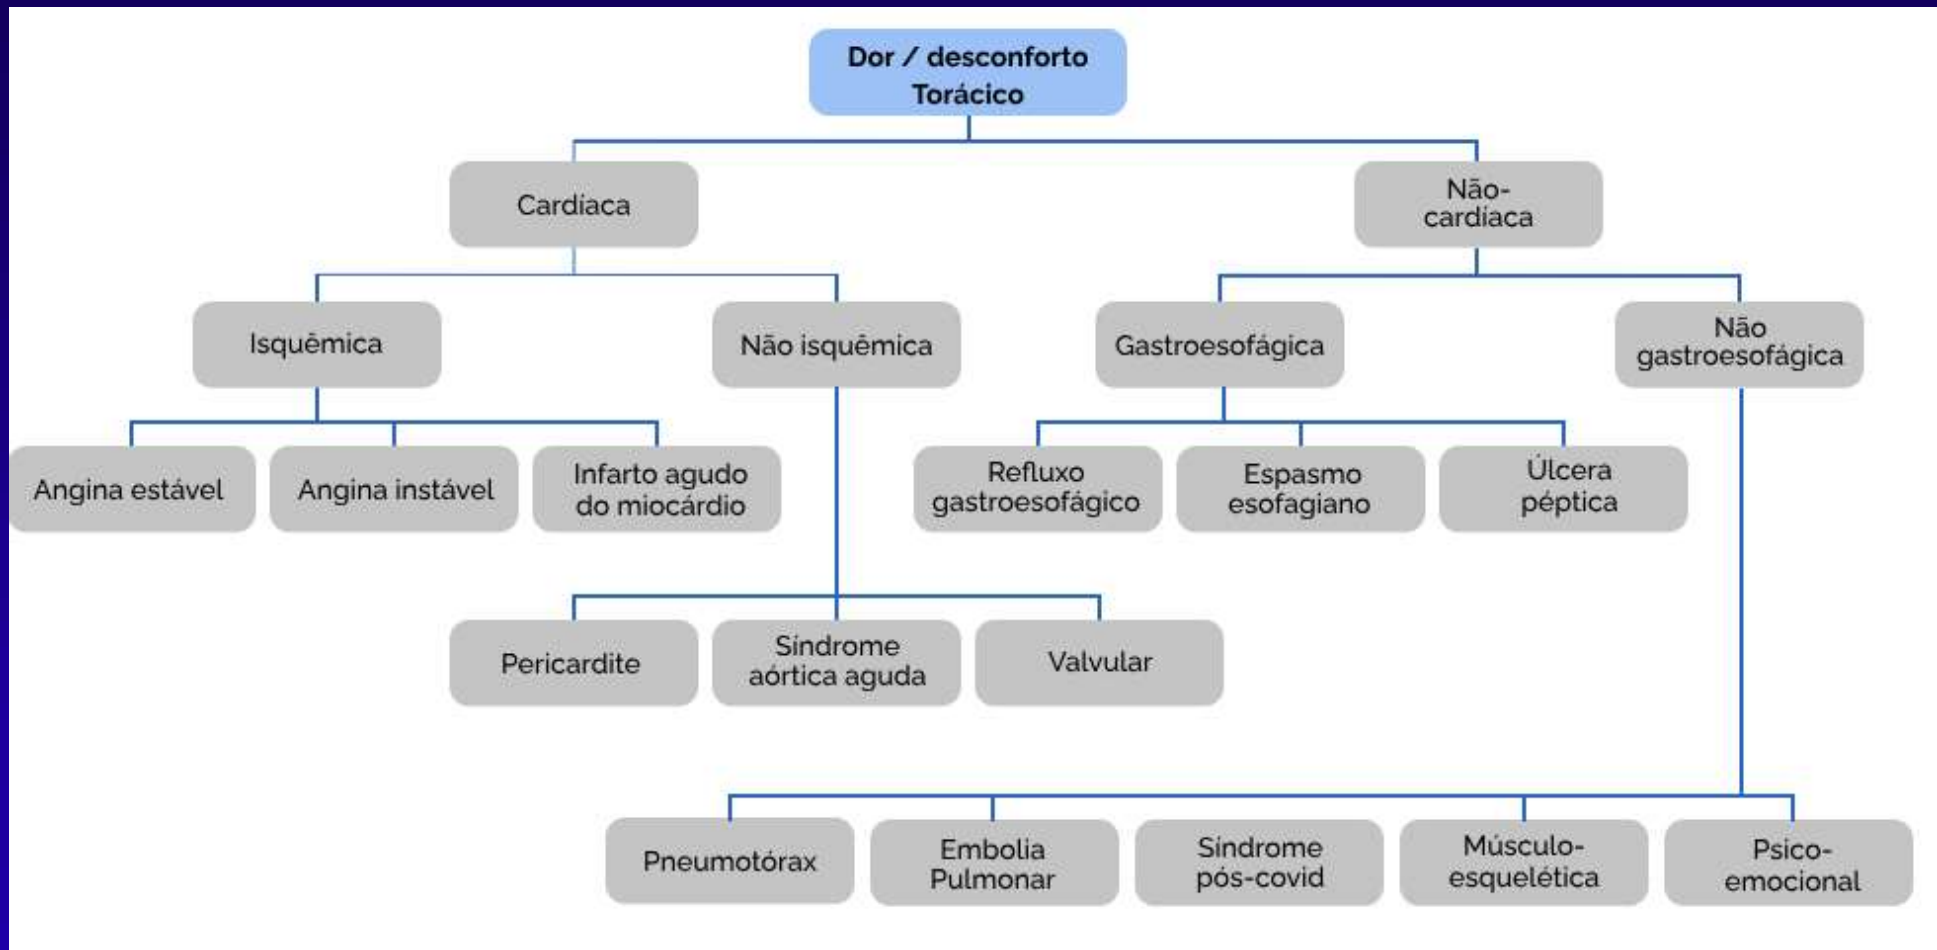 Dor / desconforto
Torácico
Cardíaca
Não-
cardíaca
Isquêmica
Não isquêmica
Gastroesofágica
Não
gastroesofágica
Angina estável
Angina instável
Infarto agudo
do miocárdio
Refluxo
gastroesofágico
Espasmo
esofagiano
Úlcera
péptica
Pericardite
Síndrome
aórtica aguda
Valvular
Pneumotórax
Embolia
Pulmonar
Síndrome
pós-covid
Músculo-
esquelética
Psico-
emocional